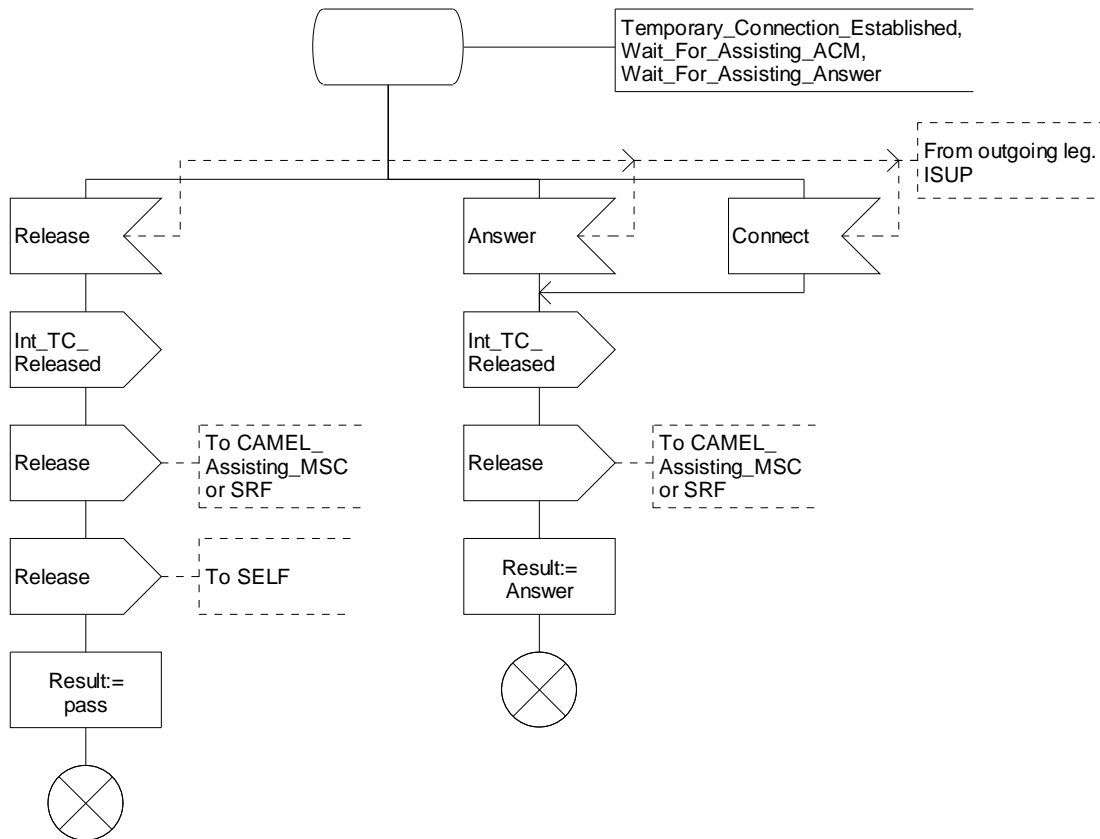 Temporary_Connection_Established,
Wait_For_Assisting_ACM,
Wait_For_Assisting_Answer
From outgoing leg.
ISUP
Release
Answer
Connect
Int_TC_
Released
Int_TC_
Released
Release
To CAMEL_
Assisting_MSC
or SRF
Release
To CAMEL_
Assisting_MSC
or SRF
Release
To SELF
Result:=
Answer
Result:=
pass